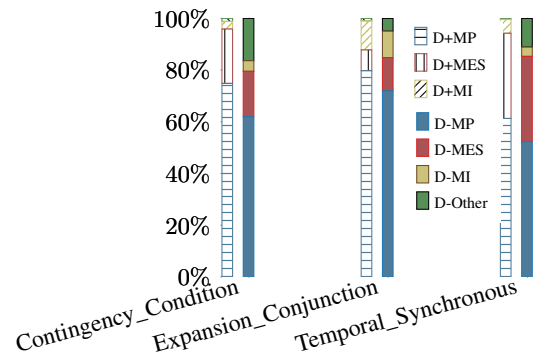 100%
80%
60%
40%
20%
0%
D+MP
D+MES
D+MI
D-MP
D-MES
D-MI
D-Other
Contingency_Condition
Expansion_Conjunction
Temporal_Synchronous